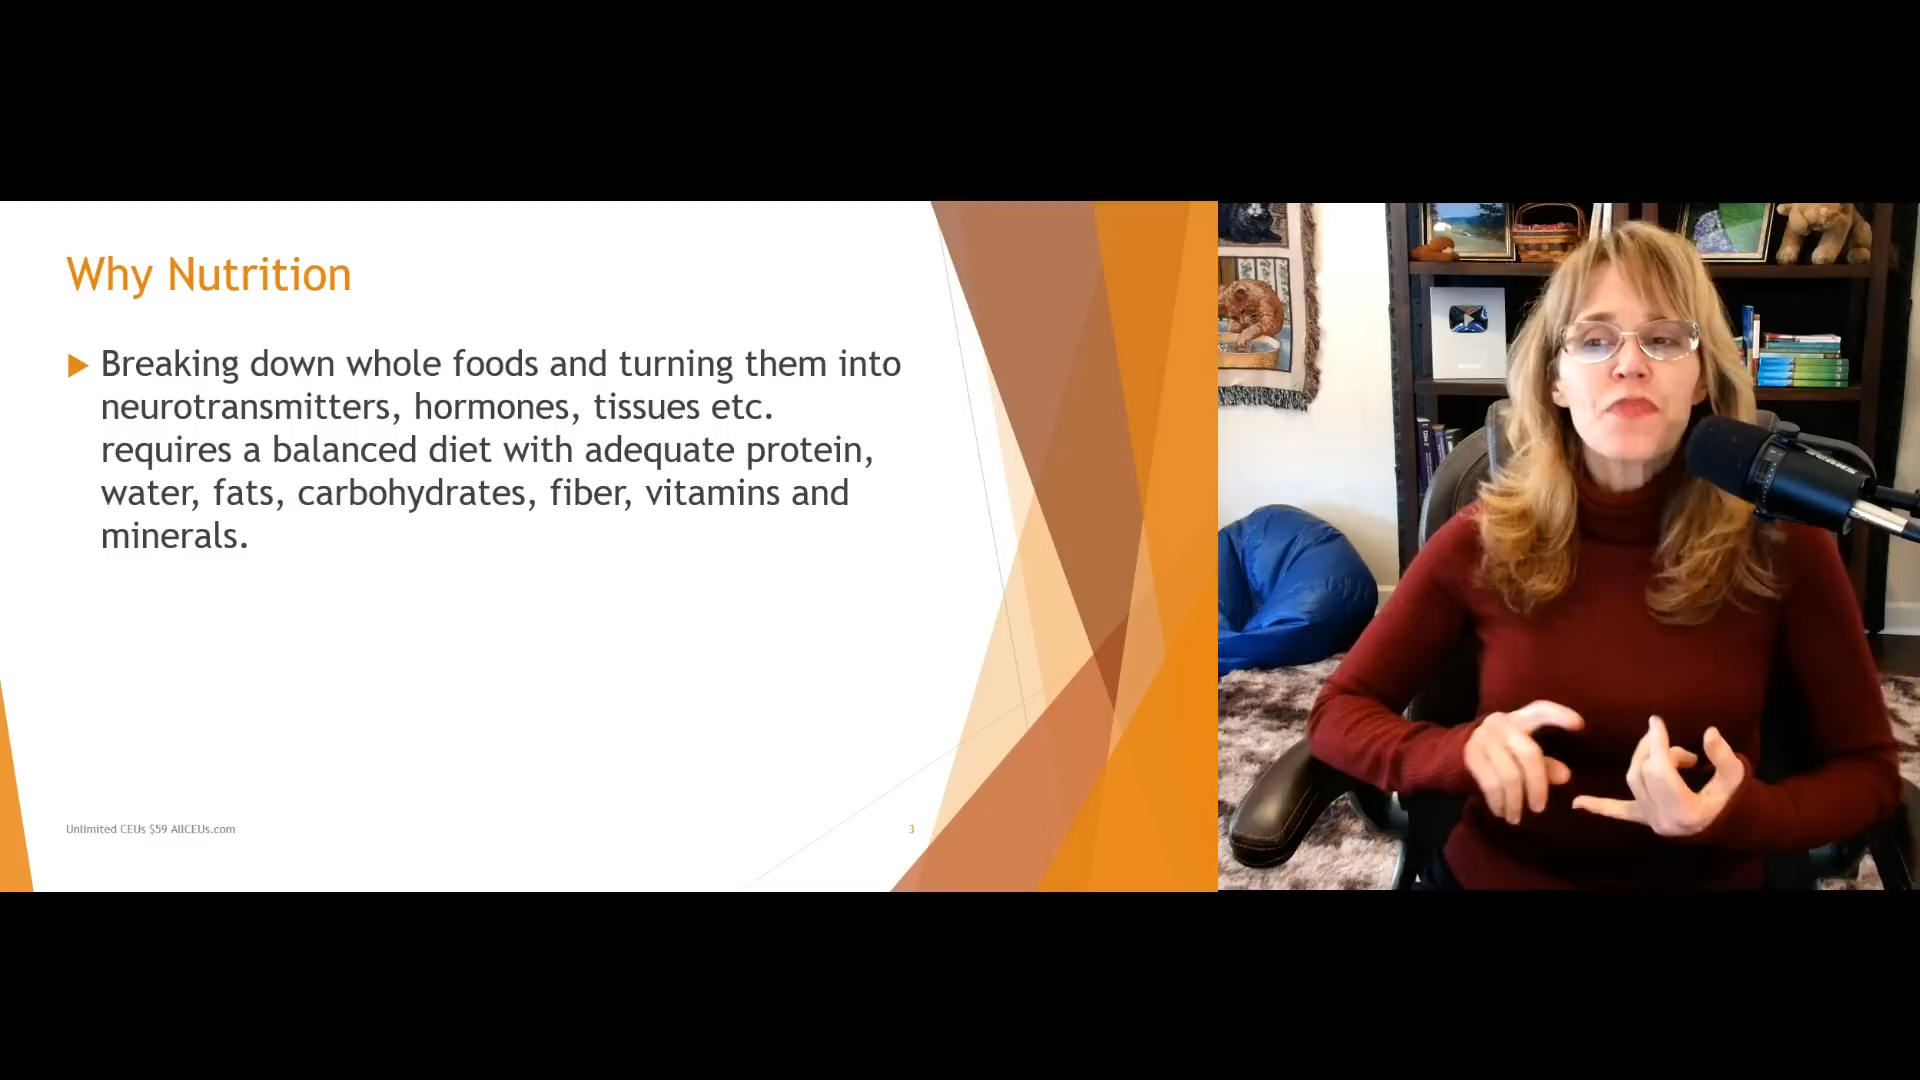 Why Nutrition
Breaking down whole foods and turning them into
neurotransmitters, hormones, tissues etc.
requires a balanced diet with adequate protein,
water, fats, carbohydrates, fiber, vitamins and
minerals.
Unlimited CEUs $59 AllCEUs.com
3